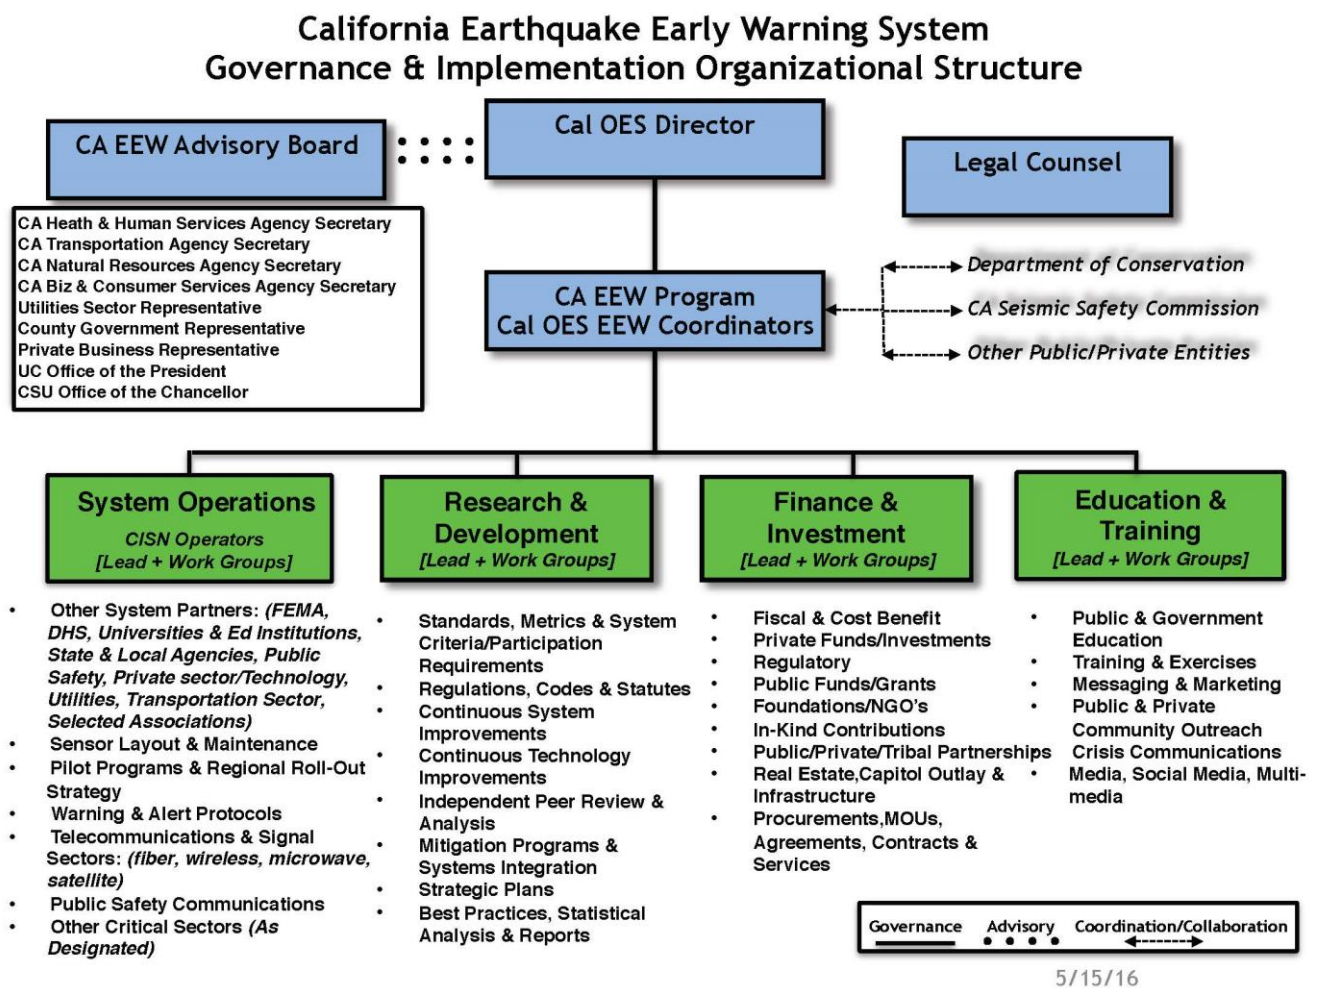 California Earthquake Early Warning System
Governance & Implementation Organizational Structure
CA EEW Advisory Board
Cal OES Director
Legal Counsel
CA Heath & Human Services Agency Secretary
CA Transportation Agency Secretary
CA Natural Resources Agency Secretary
CA Biz & Consumer Services Agency Secretary
Utilities Sector Representative
County Government Representative
Private Business Representative
UC Office of the President
CSU Office of the Chancellor
CA EEW Program
Cal OES EEW Coordinators
Department of Conservation
CA Seismic Safety Commission
Other Public/Private Entities
System Operations
CISN Operators
[Lead + Work Groups]
• Other System Partners: (FEMA,
DHS, Universities & Ed Institutions,
State & Local Agencies, Public
Safety, Private sector/Technology,
Utilities, Transportation Sector,
Selected Associations)
• Sensor Layout & Maintenance
• Pilot Programs & Regional Roll-Out
Strategy
• Warning & Alert Protocols
• Telecommunications & Signal
Sectors: (fiber, wireless, microwave,
satellite)
• Public Safety Communications
• Other Critical Sectors (As
Designated)
Research &
Development
[Lead + Work Groups]
• Standards, Metrics & System
Criteria/Participation
Requirements
• Regulations, Codes & Statutes
• Continuous System
Improvements
• Continuous Technology
Improvements
• Independent Peer Review &
Analysis
• Mitigation Programs &
Systems Integration
• Strategic Plans
• Best Practices, Statistical
Analysis & Reports
Finance &
Investment
[Lead + Work Groups]
• Fiscal & Cost Benefit
• Private Funds/Investments
• Regulatory
• Public Funds/Grants
• Foundations/NGO's
• In-Kind Contributions
• Public/Private/Tribal Partnerships
• Real Estate,Capitol Outlay &
Infrastructure
• Procurements,MOUs,
Agreements, Contracts &
Services
Education &
Training
[Lead + Work Groups]
• Public & Government
Education
• Training & Exercises
• Messaging & Marketing
• Public & Private
Community Outreach
• Crisis Communications
• Media, Social Media, Multi-
media
Governance
Advisory
Coordination/Collaboration
5/15/16